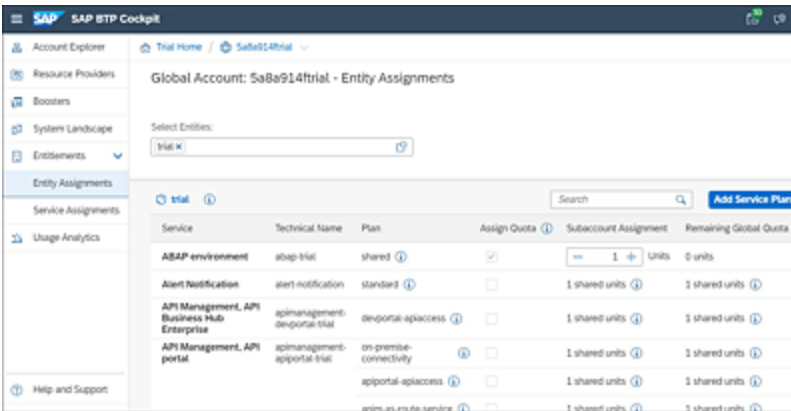 SAP SAP BTP Cockpit 30
Account Explorer
Trial Home / 5a8a914ftrial
Resource Providers
Global Account: 5a8a914ftrial - Entity Assignments
Boosters
System Landscape
Select Entities:
Entitlements
trial ×
Entity Assignments
trial
Search
Add Service Plan
Service Assignments
Service Technical Name Plan Assign Quota Subaccount Assignment Remaining Global Quota
Usage Analytics
ABAP environment abap-trial shared 1 Units 0 units
Alert Notification alert-notification standard 1 shared units 1 shared units
API Management, API
Business Hub
Enterprise
apimanagement-
devportal-trial
devportal-apiaccess 1 shared units 1 shared units
API Management, API
portal
apimanagement-
apiportal-trial
on-premise-
connectivity
1 shared units 1 shared units
apiportal-apiaccess 1 shared units 1 shared units
Help and Support
apim-as-route-service 1 shared units 1 shared units